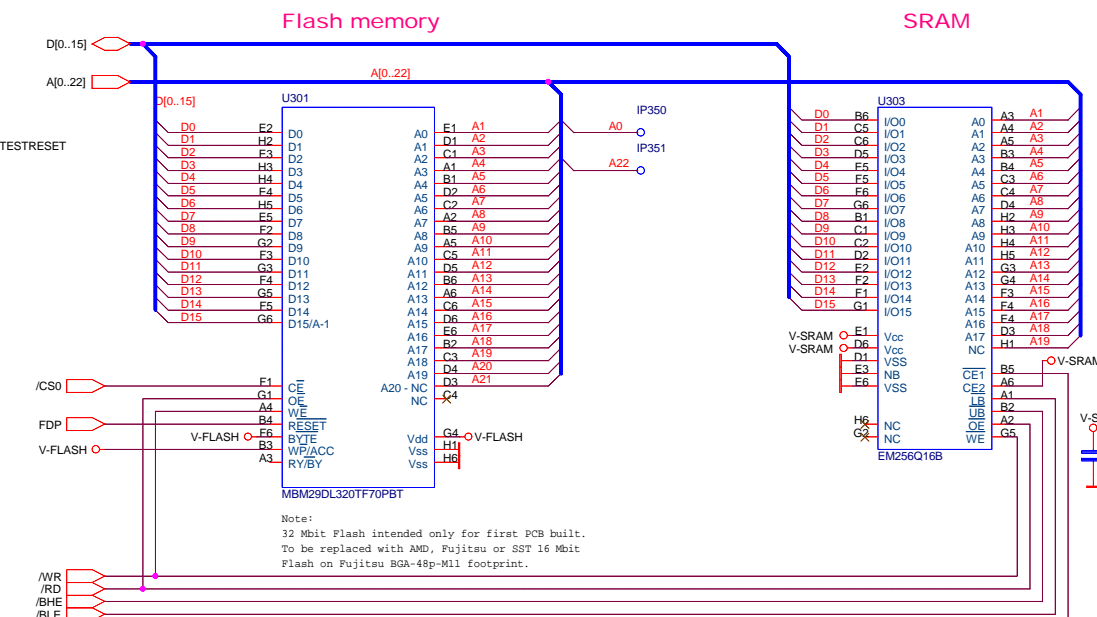 Flash memory
SRAM
D[0..15]
A[0..22]
A[0..22]
D[0..15]
TESTRESET
U301
D0 E2 D0
D1 H2 D1
D2 E3 D2
D3 H3 D3
D4 H4 D4
D5 E4 D5
D6 H5 D6
D7 E5 D7
D8 F2 D8
D9 G2 D9
D10 F3 D10
D11 G3 D11
D12 F4 D12
D13 G5 D13
D14 F5 D14
D15 G6 D15/A-1
A0 E1 A1
A1 D1 A2
A2 C1 A3
A3 A1 A4
A4 B1 A5
A5 D2 A6
A6 C2 A7
A7 A2 A8
A8 B5 A9
A9 A5 A10
A10 C5 A11
A11 D5 A12
A12 B6 A13
A13 A6 A14
A14 C6 A15
A15 D6 A16
A16 E6 A17
A17 B2 A18
A18 C3 A19
A19 D4 A20
A20 - NC D3 A21
NC C4
/CS0 F1 CE
G1 OE
A4 WE
FDP B4 RESET
V-FLASH F6 BYTE
V-FLASH B3 WP/ACC
A3 RY/BY
Vdd G4 V-FLASH
Vss H1
Vss H6
MBM29DL320TF70PBT
IP350
A0
IP351
A22
U303
D0 B6 I/O0
D1 C5 I/O1
D2 C6 I/O2
D3 D5 I/O3
D4 E5 I/O4
D5 F5 I/O5
D6 F6 I/O6
D7 G6 I/O7
D8 B1 I/O8
D9 C1 I/O9
D10 C2 I/O10
D11 D2 I/O11
D12 E2 I/O12
D13 F2 I/O13
D14 F1 I/O14
D15 G1 I/O15
V-SRAM E1 Vcc
V-SRAM D6 Vcc
D1 VSS
E3 NB
E6 VSS
H6 NC
G2 NC
A0 A3 A1
A1 A4 A2
A2 A5 A3
A3 B3 A4
A4 B4 A5
A5 C3 A6
A6 C4 A7
A7 D4 A8
A8 H2 A9
A9 H3 A10
A10 H4 A11
A11 H5 A12
A12 G3 A13
A13 G4 A14
A14 F3 A15
A15 F4 A16
A16 E4 A17
A17 D3 A18
NC H1 A19
V-SRAM
CE1 B5
CE2 A6
LB A1
UB B2
OE A2
WE G5
EM256Q16B
Note:
32 Mbit Flash intended only for first PCB built.
To be replaced with AMD, Fujitsu or SST 16 Mbit
Flash on Fujitsu BGA-48p-M11 footprint.
/WR
/RD
/BHE
/BLE